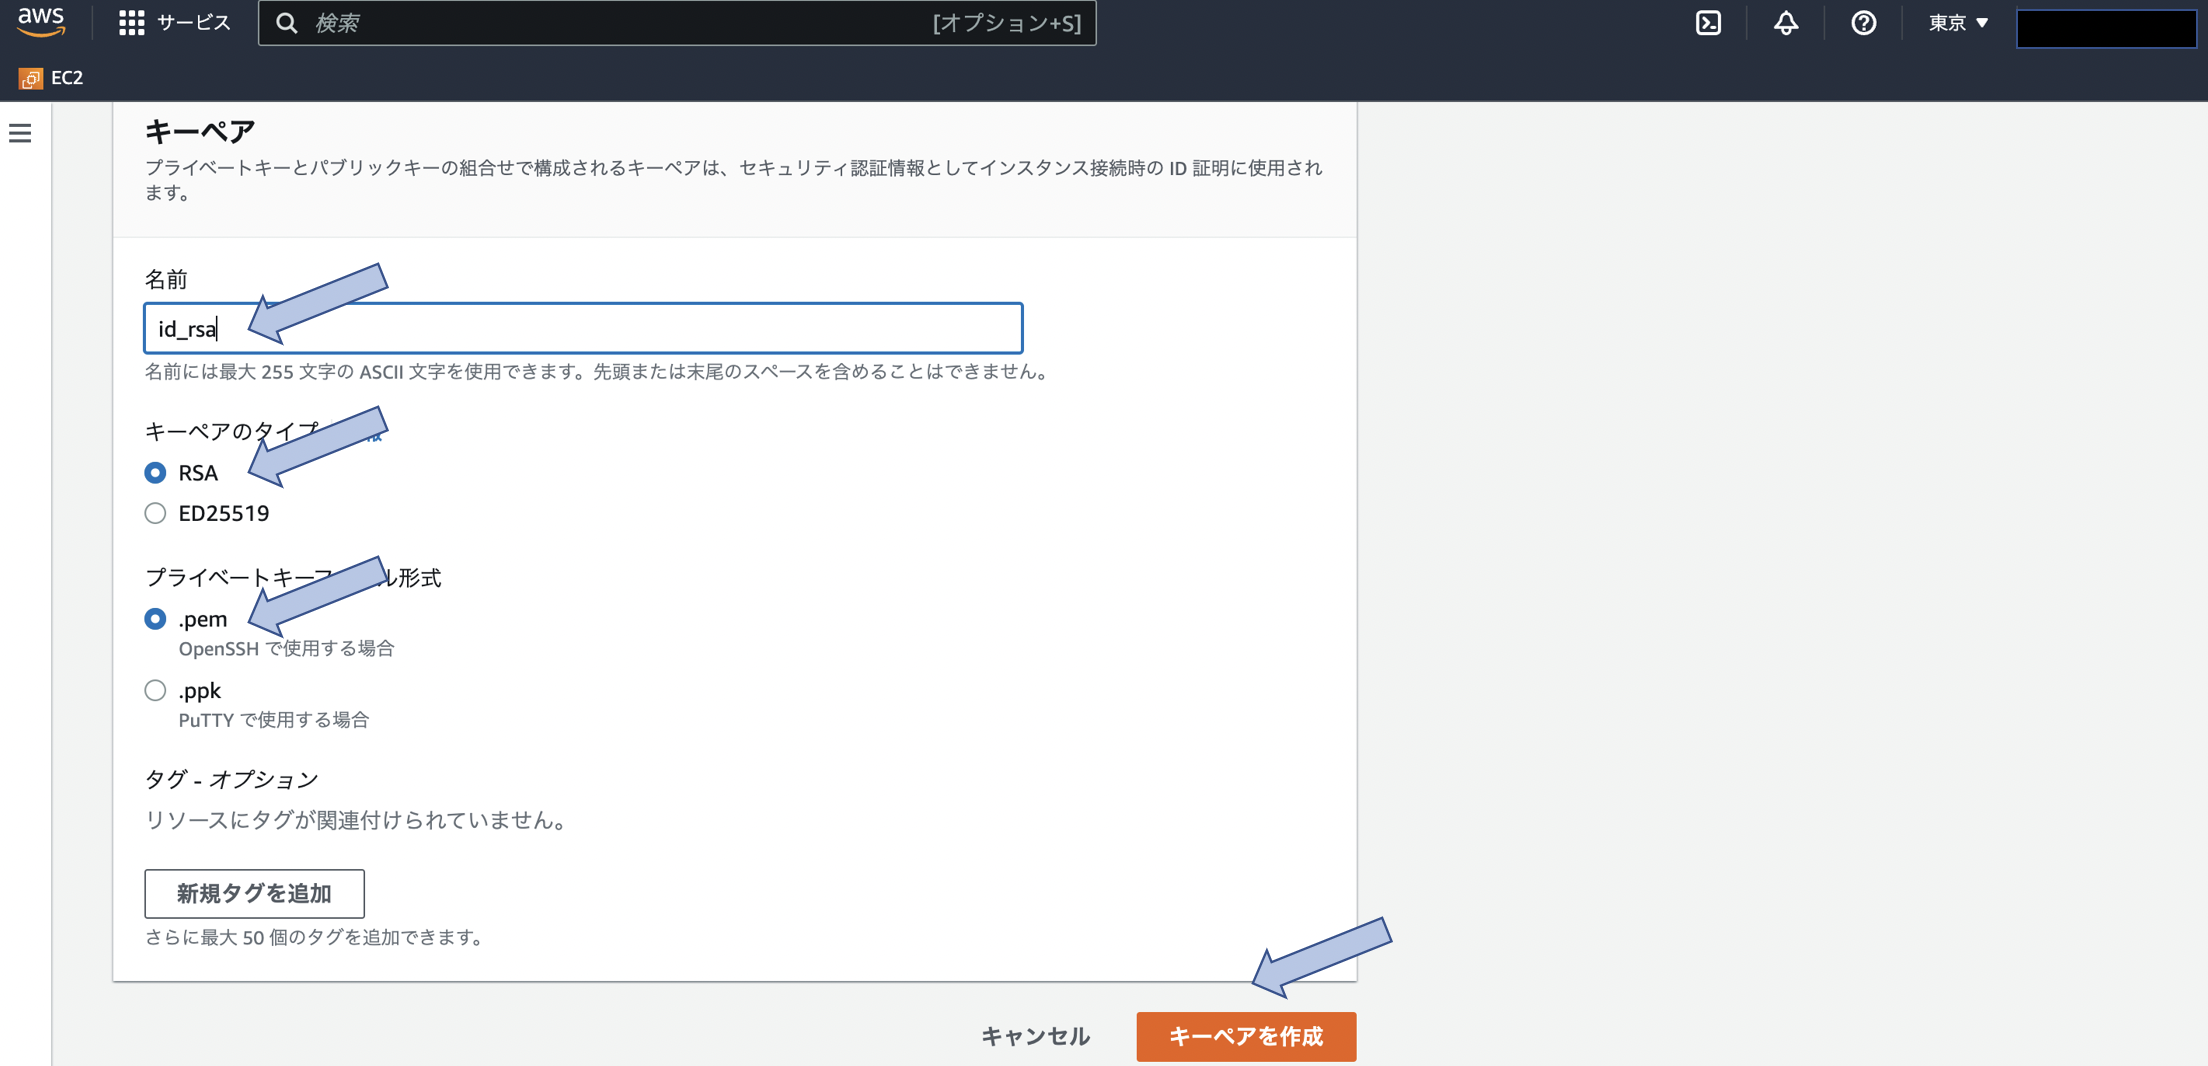 aws
サービス
検索
[オプション+S]
東京
EC2
キーペア
プライベートキーとパブリックキーの組合せで構成されるキーペアは、セキュリティ認証情報としてインスタンス接続時の ID 証明に使用され
ます。
名前
id_rsa
名前には最大 255 文字の ASCII 文字を使用できます。先頭または末尾のスペースを含めることはできません。
キーペアのタイプ
RSA
ED25519
プライベートキーファ ル形式
.pem
OpenSSH で使用する場合
.ppk
PuTTY で使用する場合
タグ - オプション
リソースにタグが関連付けられていません。
新規タグを追加
さらに最大 50 個のタグを追加できます。
キャンセル
キーペアを作成